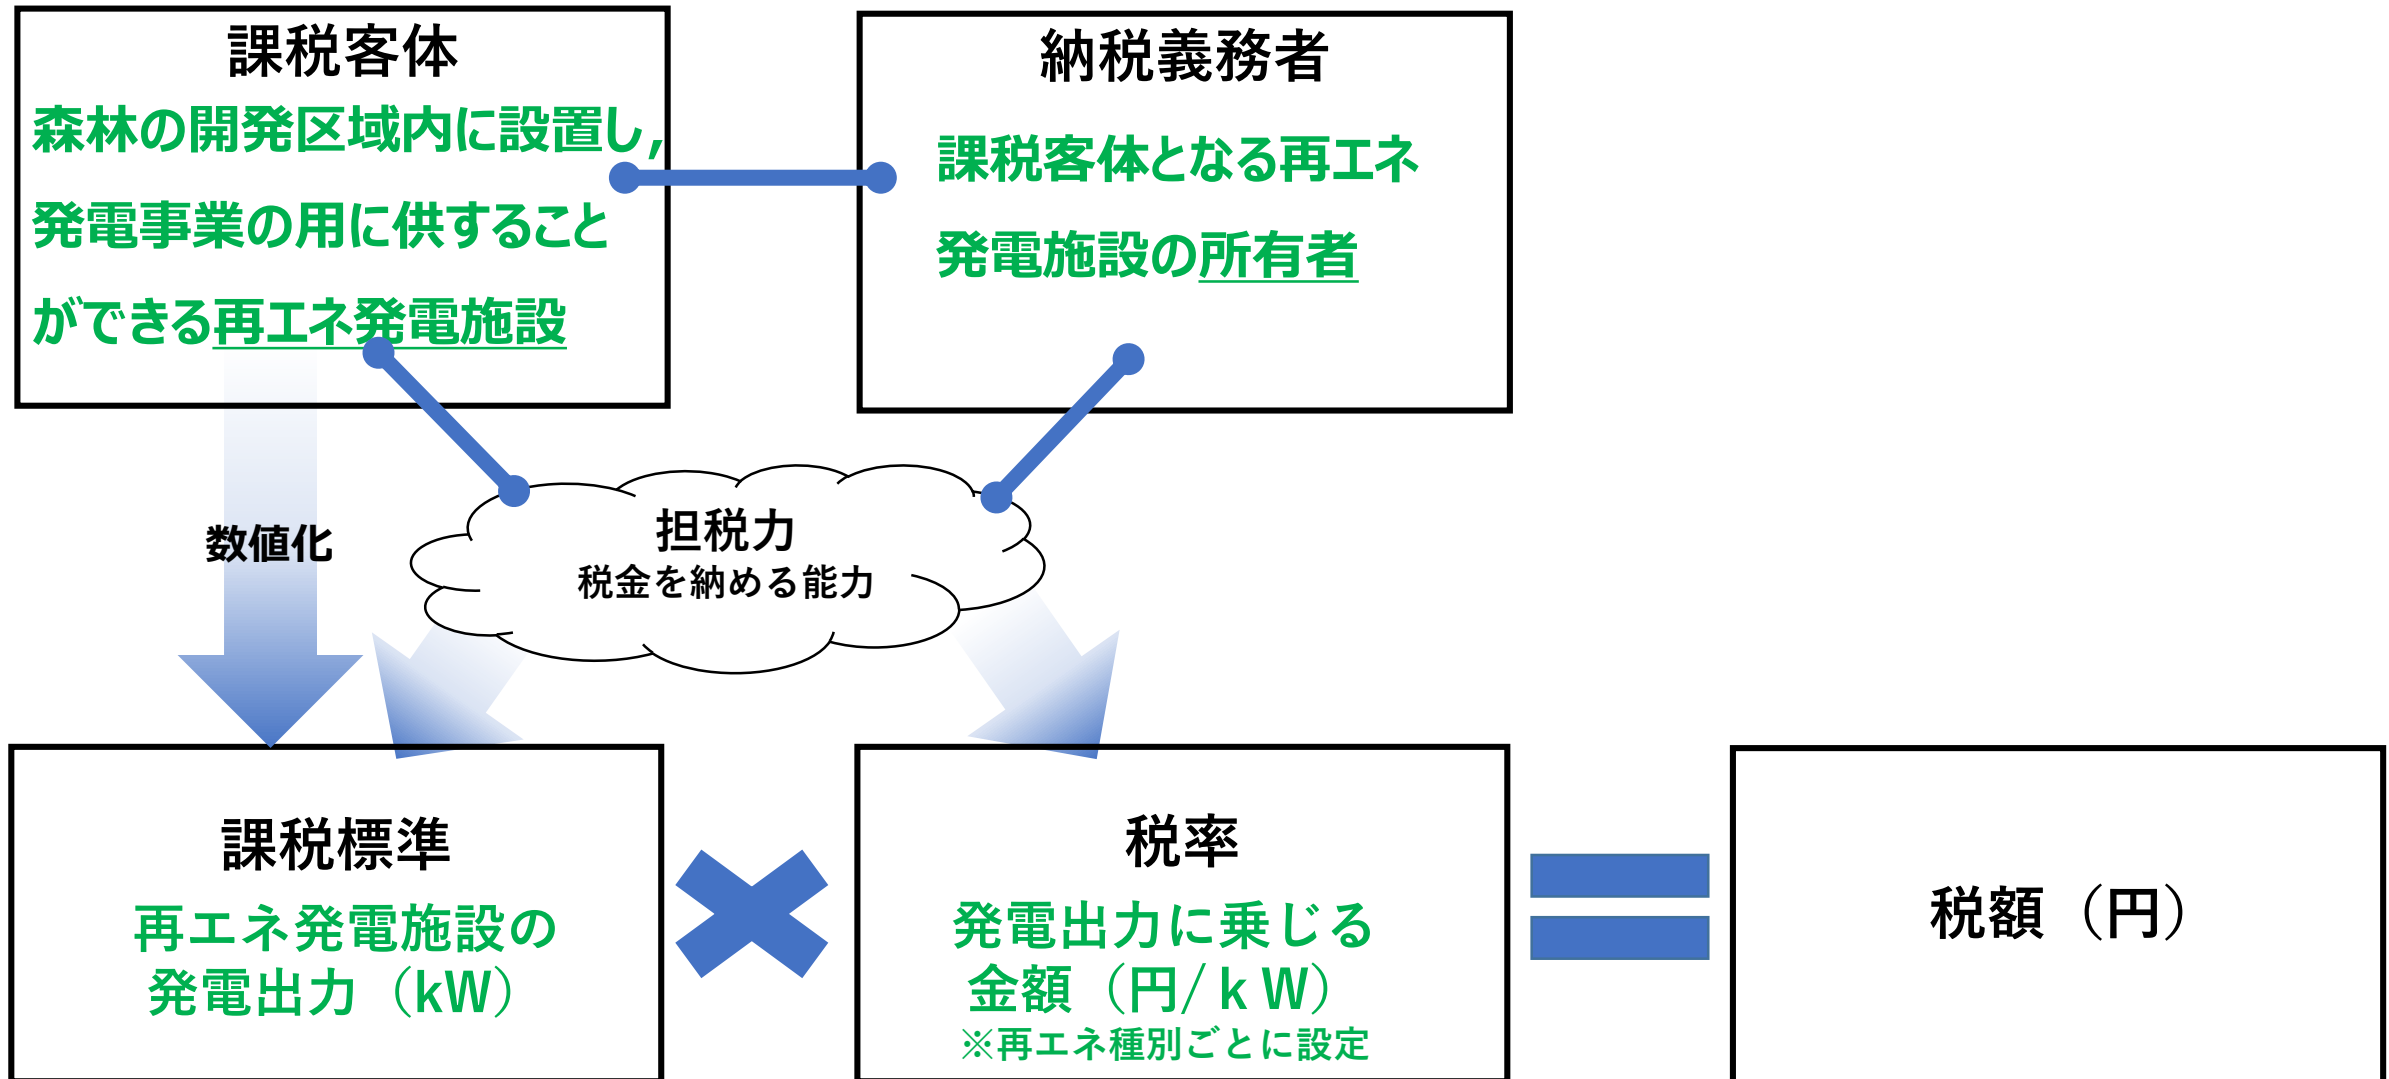 課税客体
森林の開発区域内に設置し,
発電事業の用に供すること
ができる再エネ発電施設
納税義務者
課税客体となる再エネ
発電施設の所有者
担税力
税金を納める能力
数値化
課税標準
再エネ発電施設の
発電出力（kW）
税率
発電出力に乗じる
金額（円/ｋＷ）
※再エネ種別ごとに設定
税額（円）